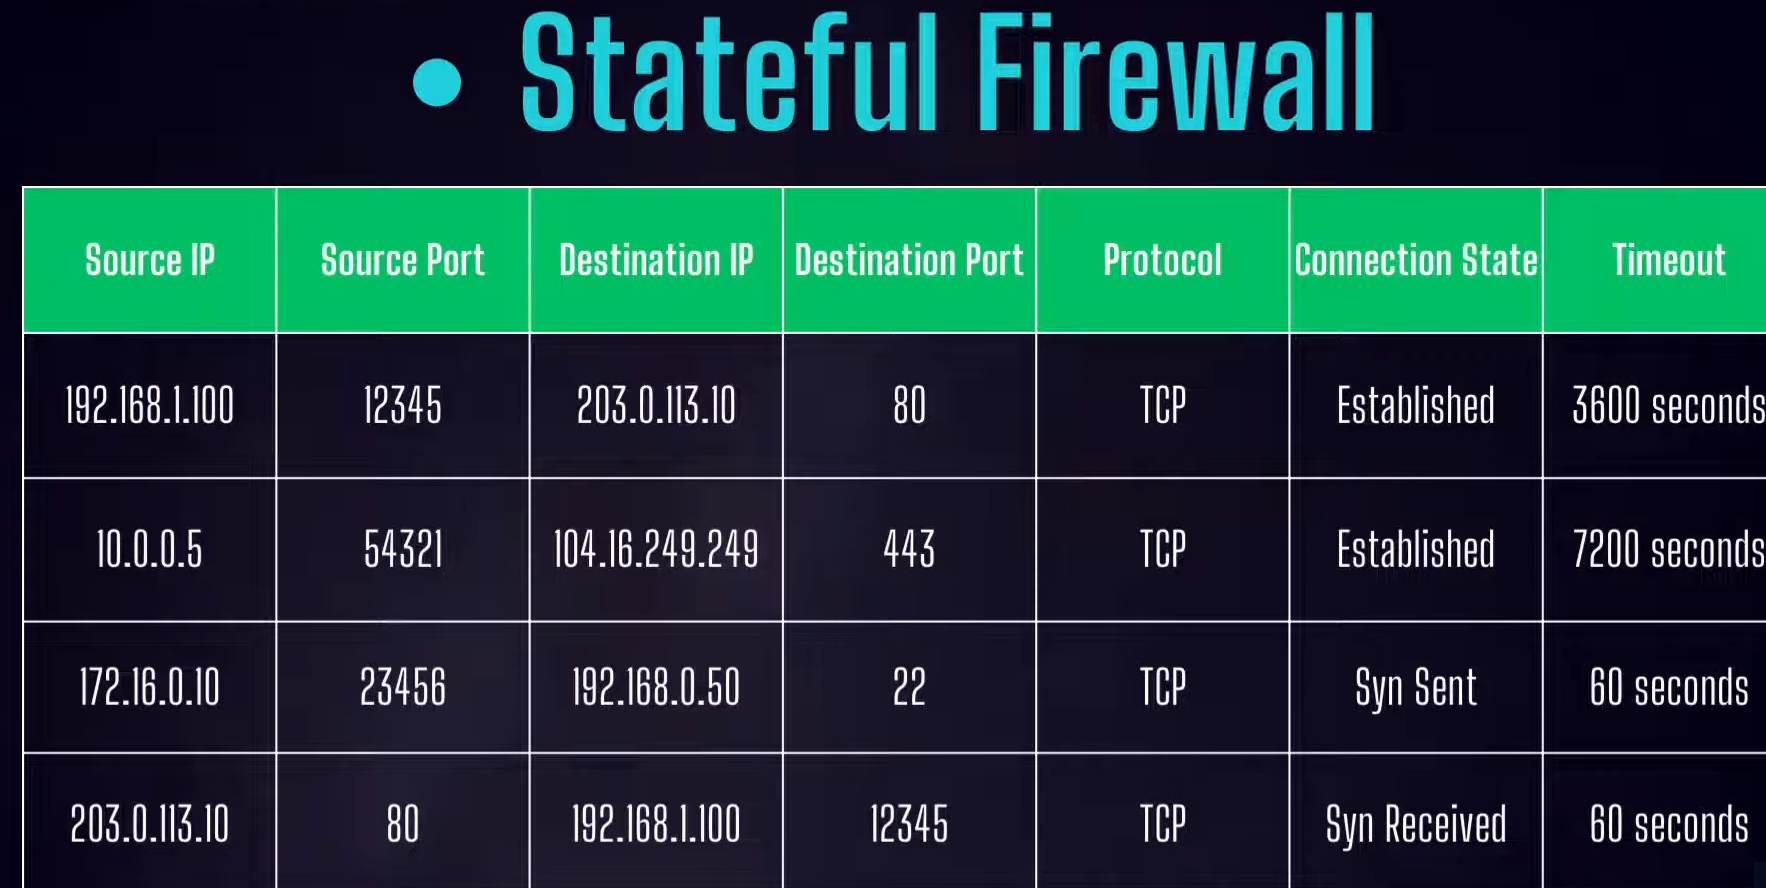 • Stateful Firewall
Source IP Source Port Destination IP Destination Port Protocol Connection State Timeout
192.168.1.100 12345 203.0.113.10 80 TCP Established 3600 seconds
10.0.0.5 54321 104.16.249.249 443 TCP Established 7200 seconds
172.16.0.10 23456 192.168.0.50 22 TCP Syn Sent 60 seconds
203.0.113.10 80 192.168.1.100 12345 TCP Syn Received 60 seconds